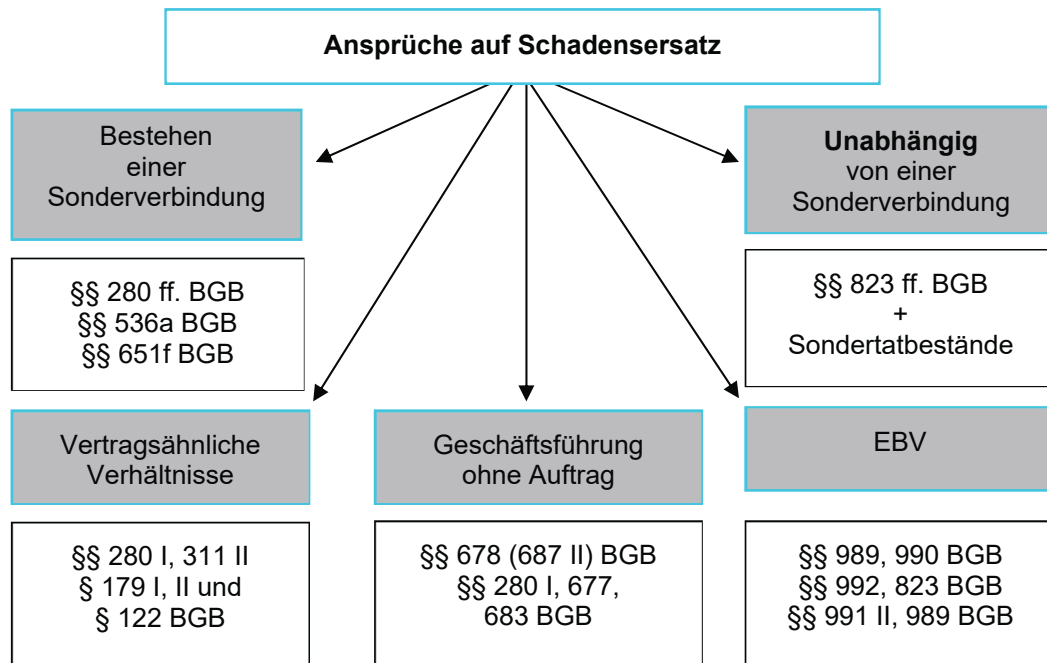 Ansprüche auf Schadensersatz
Bestehen
einer
Sonderverbindung
§§ 280 ff. BGB
§§ 536a BGB
§§ 651f BGB
Unabhängig
von einer
Sonderverbindung
§§ 823 ff. BGB
+
Sondertatbestände
Vertragsähnliche
Verhältnisse
§§ 280 I, 311 II
§ 179 I, II und
§ 122 BGB
Geschäftsführung
ohne Auftrag
§§ 678 (687 II) BGB
§§ 280 I, 677,
683 BGB
EBV
§§ 989, 990 BGB
§§ 992, 823 BGB
§§ 991 II, 989 BGB